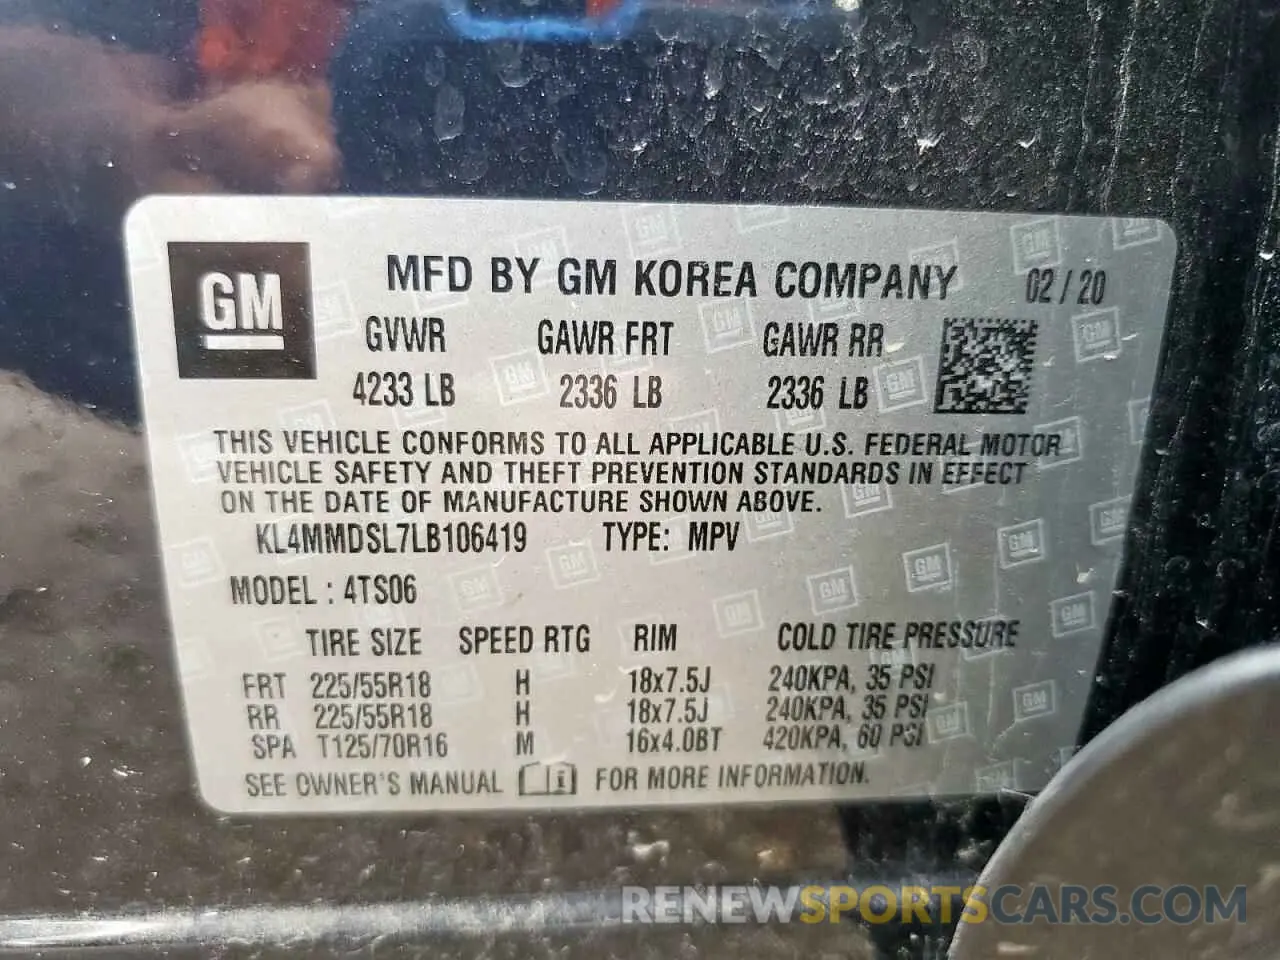 GM MFD BY GM KOREA COMPANY 02/20
GVWR GAWR FRT GAWR RR
4233 LB 2336 LB 2336 LB
THIS VEHICLE CONFORMS TO ALL APPLICABLE U.S. FEDERAL MOTOR
VEHICLE SAFETY AND THEFT PREVENTION STANDARDS IN EFFECT
ON THE DATE OF MANUFACTURE SHOWN ABOVE.
KL4MMDSL7LB106419 TYPE: MPV
MODEL : 4TS06
TIRE SIZE SPEED RTG RIM COLD TIRE PRESSURE
FRT 225/55R18 H 18x7.5J 240KPA, 35 PSI
RR 225/55R18 H 18x7.5J 240KPA, 35 PSI
SPA T125/70R16 M 16x4.0BT 420KPA, 60 PSI
SEE OWNER'S MANUAL FOR MORE INFORMATION.
RENEWSPORTSCARS.COM